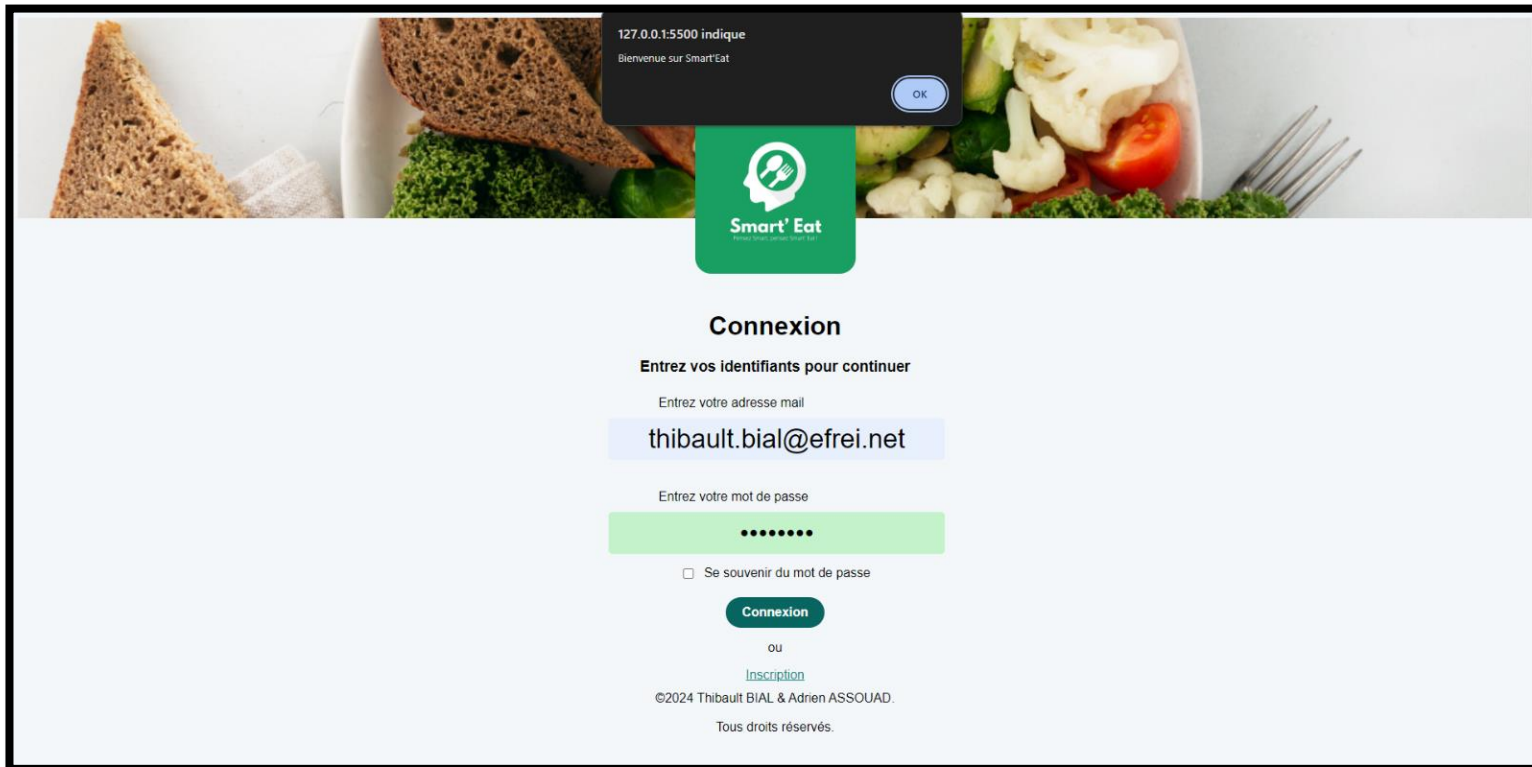 127.0.0.1:5500 indique
Bienvenue sur Smart'Eat
OK
Smart' Eat
Connexion
Entrez vos identifiants pour continuer
Entrez votre adresse mail
thibault.bial@efrei.net
Entrez votre mot de passe
••••••••
Se souvenir du mot de passe
Connexion
ou
Inscription
©2024 Thibault BIAL & Adrien ASSOUAD.
Tous droits réservés.